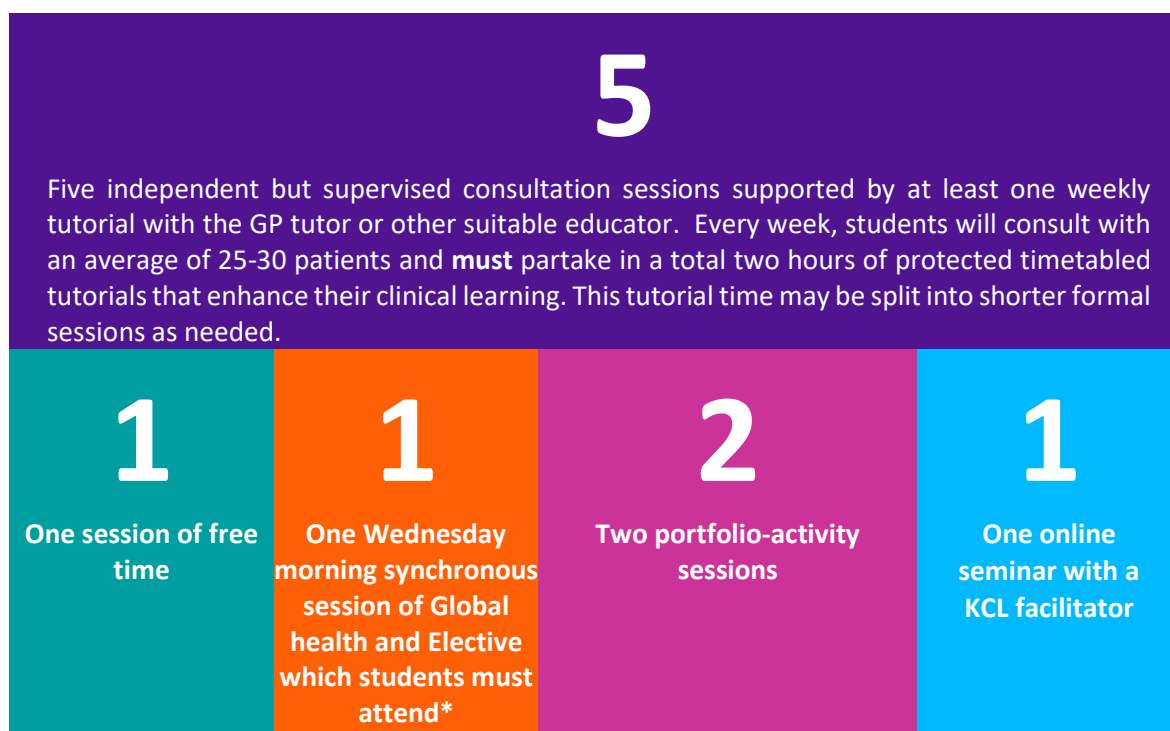 5
Five independent but supervised consultation sessions supported by at least one weekly
tutorial with the GP tutor or other suitable educator. Every week, students will consult with
an average of 25-30 patients and must partake in a total two hours of protected timetabled
tutorials that enhance their clinical learning. This tutorial time may be split into shorter formal
sessions as needed.
1
One session of free
time
1
One Wednesday
morning synchronous
session of Global
health and Elective
which students must
attend*
2
Two portfolio-activity
sessions
1
One online
seminar with a
KCL facilitator